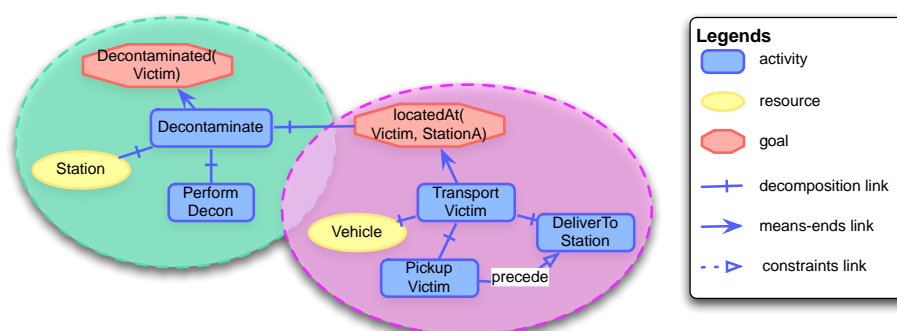 Decontaminated(
Victim)
Decontaminate
Station
Perform
Decon
locatedAt(
Victim, StationA)
Transport
Victim
Vehicle
DeliverTo
Station
Pickup
Victim
precede
Legends
activity
resource
goal
decomposition link
means-ends link
constraints link